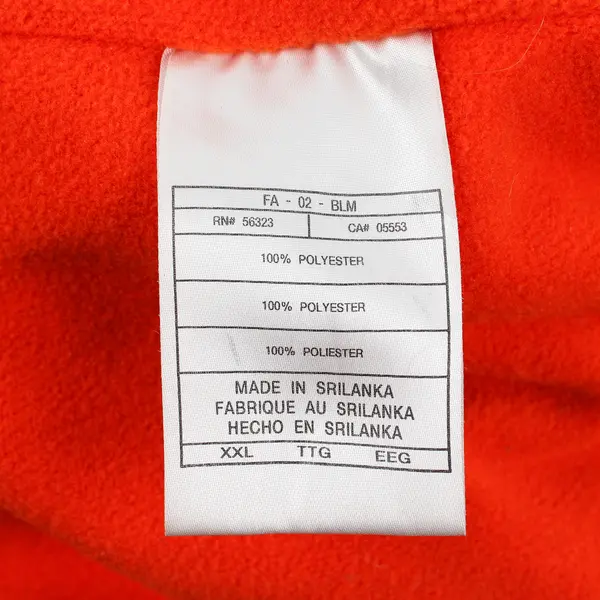 FA - 02 - BLM
RN# 56323 CA# 05553
100% POLYESTER
100% POLYESTER
100% POLIESTER
MADE IN SRILANKA
FABRIQUE AU SRILANKA
HECHO EN SRILANKA
XXL TTG EEG